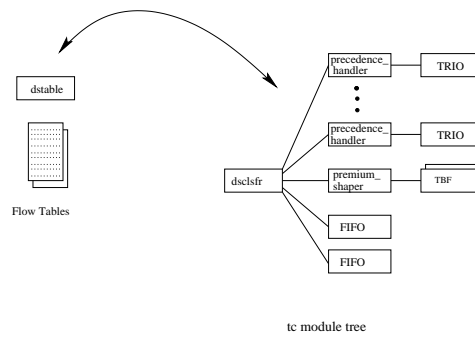 dstable
Flow Tables
dsclsfr
precedence_
handler
TRIO
precedence_
handler
TRIO
premium_
shaper
TBF
FIFO
FIFO
tc module tree